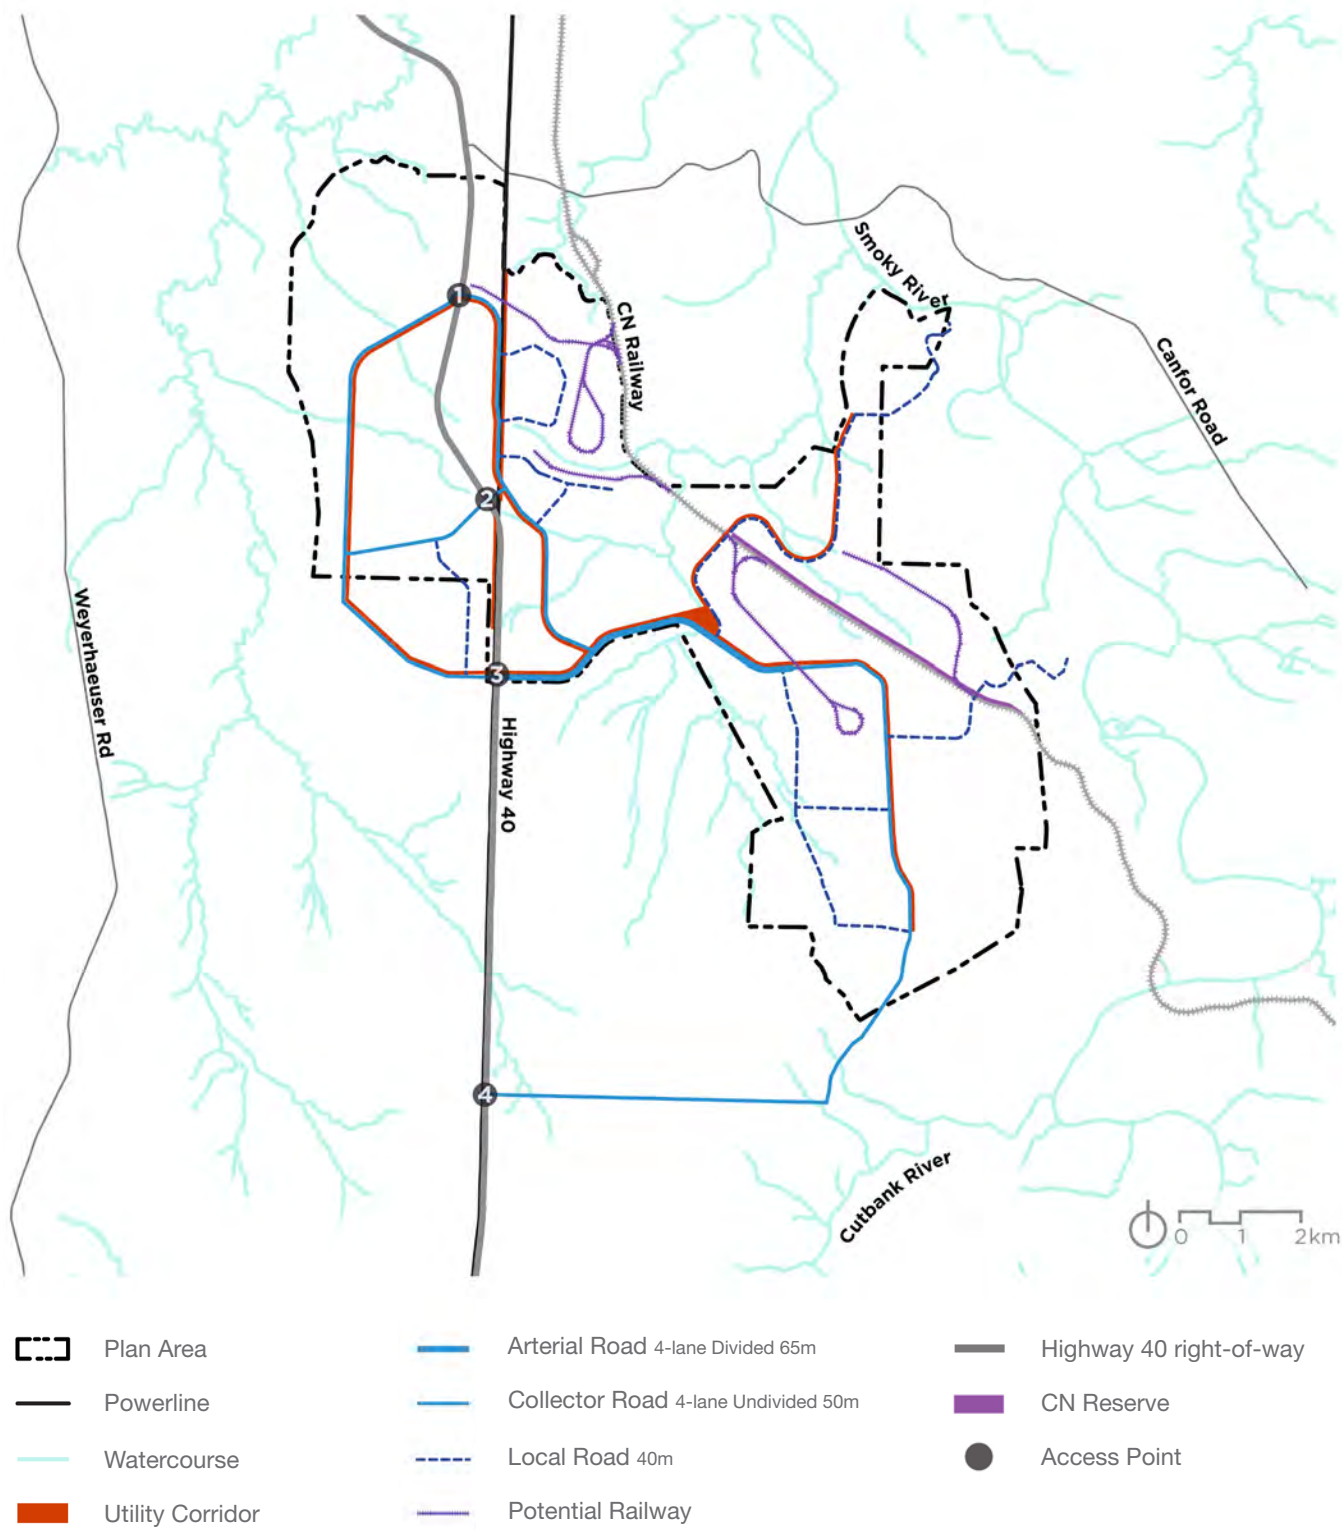 Smoky River
1
CN Railway
Canfor Road
2
Weyerhaeuser Rd
3
Highway 40
4
Cutbank River
0 1 2km
Plan Area
Powerline
Watercourse
Utility Corridor
Arterial Road 4-lane Divided 65m
Collector Road 4-lane Undivided 50m
Local Road 40m
Potential Railway
Highway 40 right-of-way
CN Reserve
Access Point